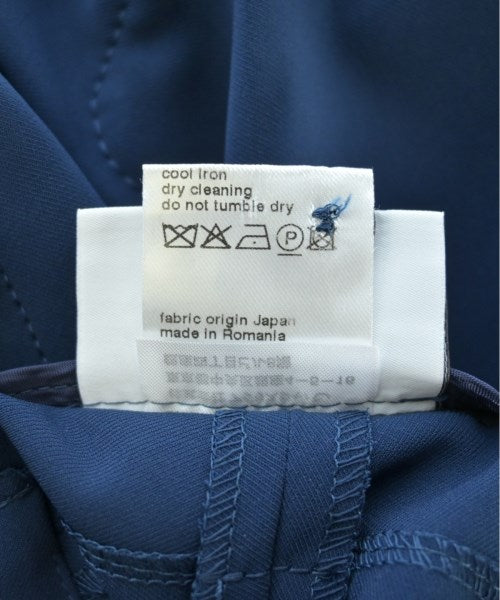 cool iron
dry cleaning
do not tumble dry
P
fabric origin Japan
made in Romania